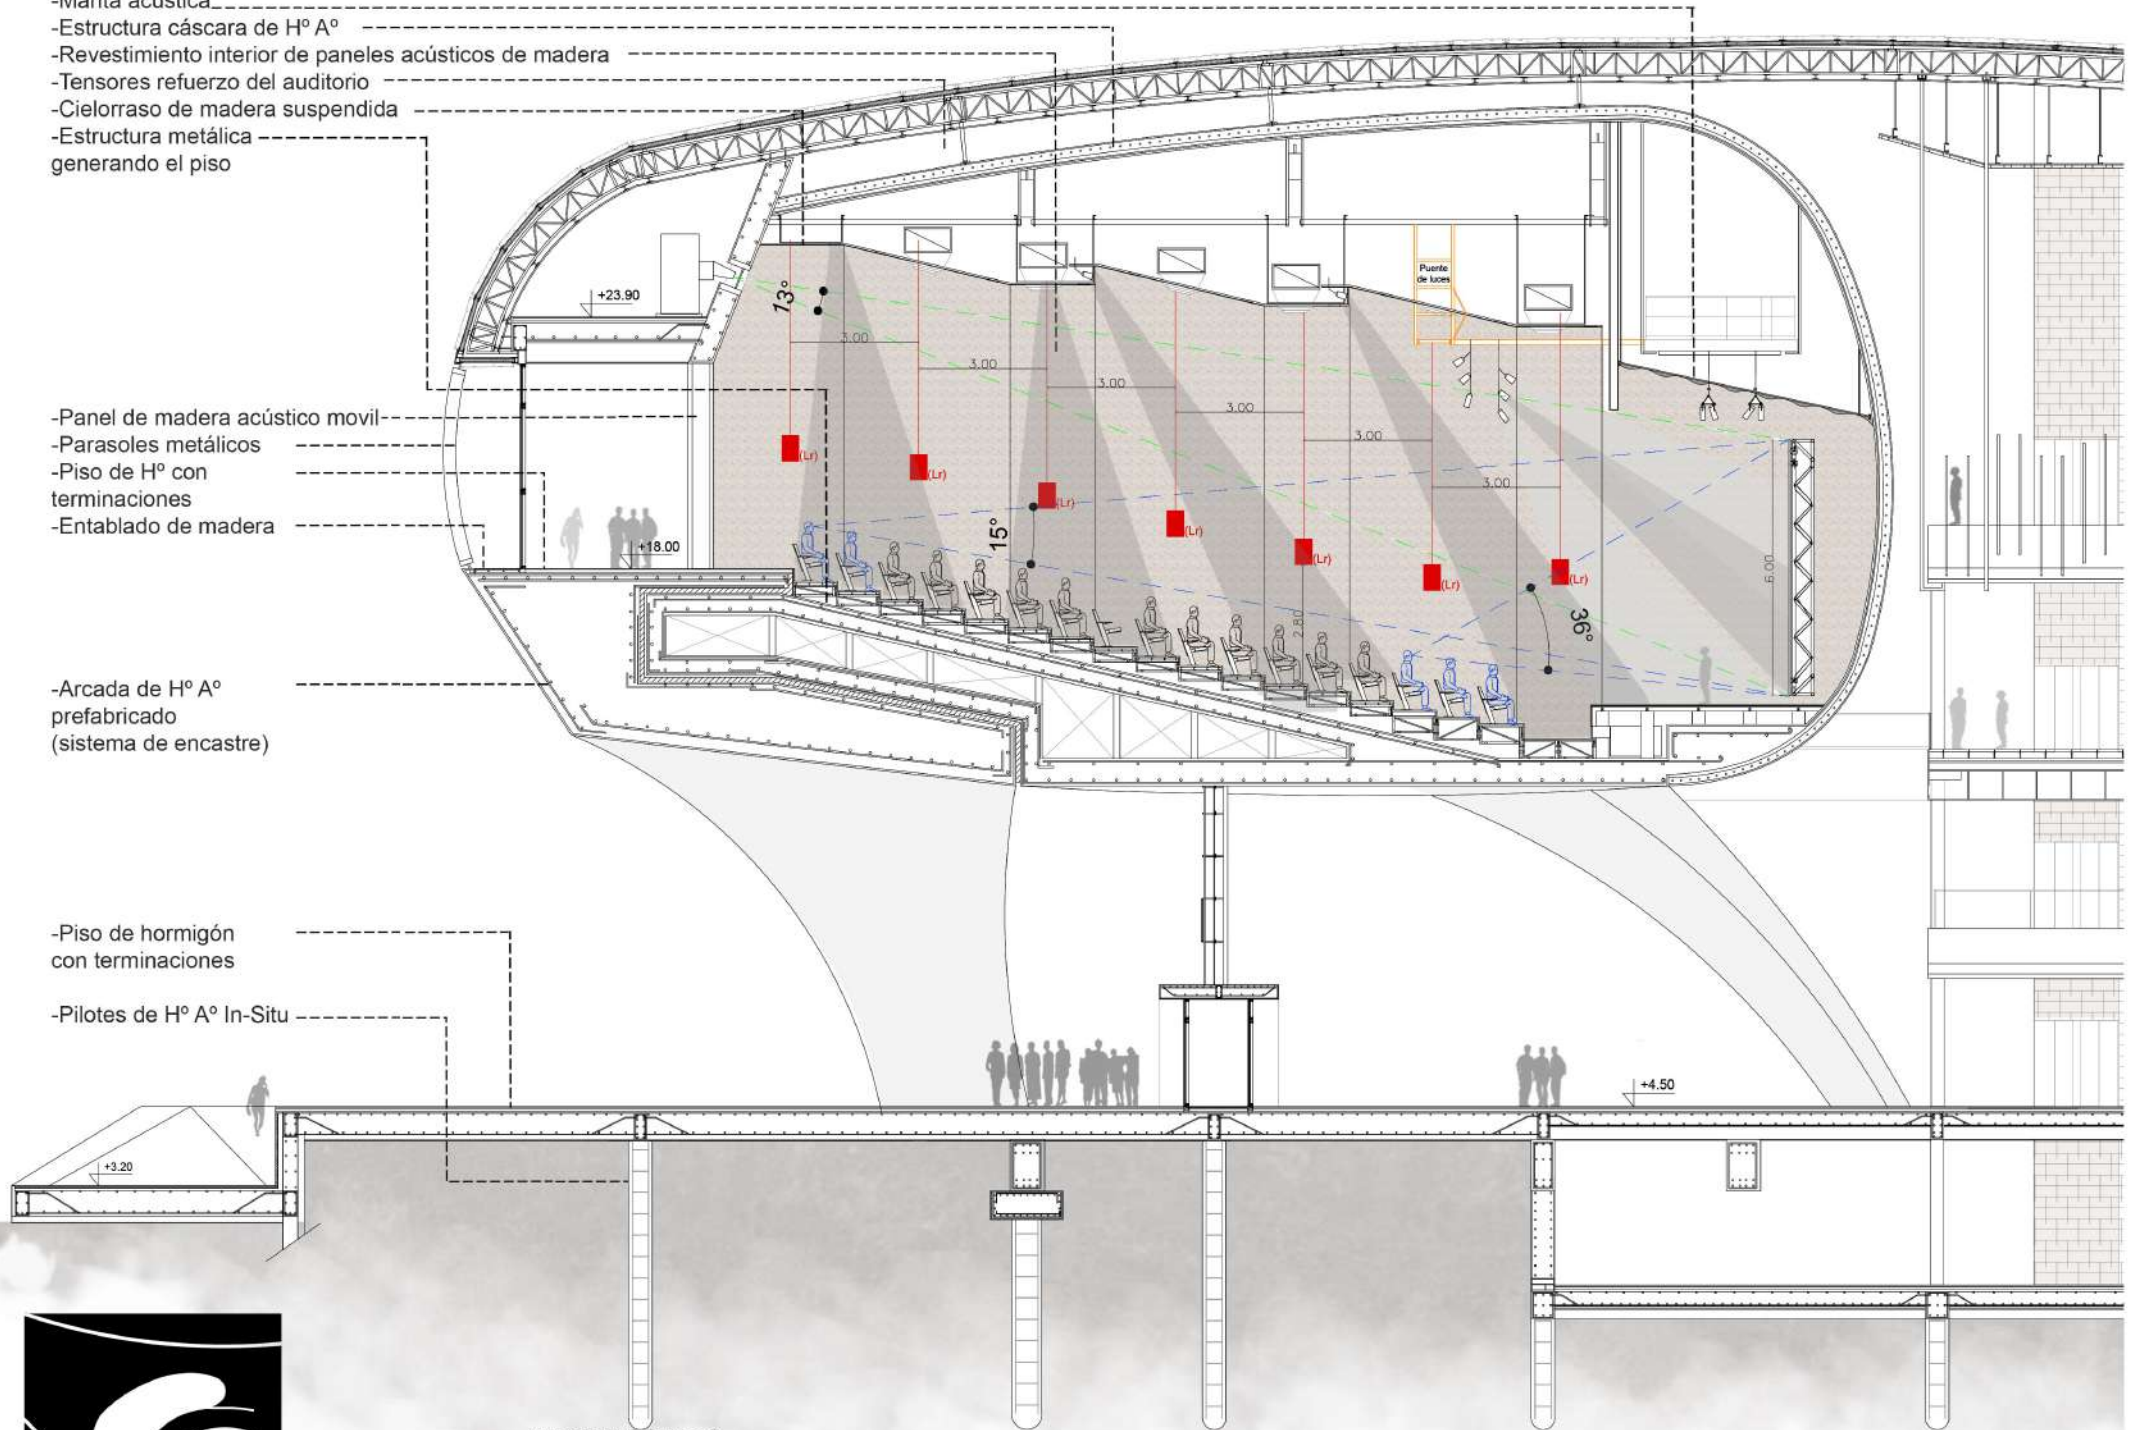 -Manta acústica
-Estructura cáscara de Hº Aº
-Revestimiento interior de paneles acústicos de madera
-Tensores refuerzo del auditorio
-Cielorraso de madera suspendida
-Estructura metálica
generando el piso
Puente
de luces
+23.90
13°
3.00
3.00
3.00
3.00
3.00
3.00
-Panel de madera acústico movil
-Parasoles metálicos
-Piso de Hº con
terminaciones
-Entablado de madera
(Lr)
(Lr)
(Lr)
(Lr)
(Lr)
(Lr)
(Lr)
15°
+18.00
6.00
2.80
36°
-Arcada de Hº Aº
prefabricado
(sistema de encastre)
-Piso de hormigón
con terminaciones
-Pilotes de Hº Aº In-Situ
+4.50
+3.20